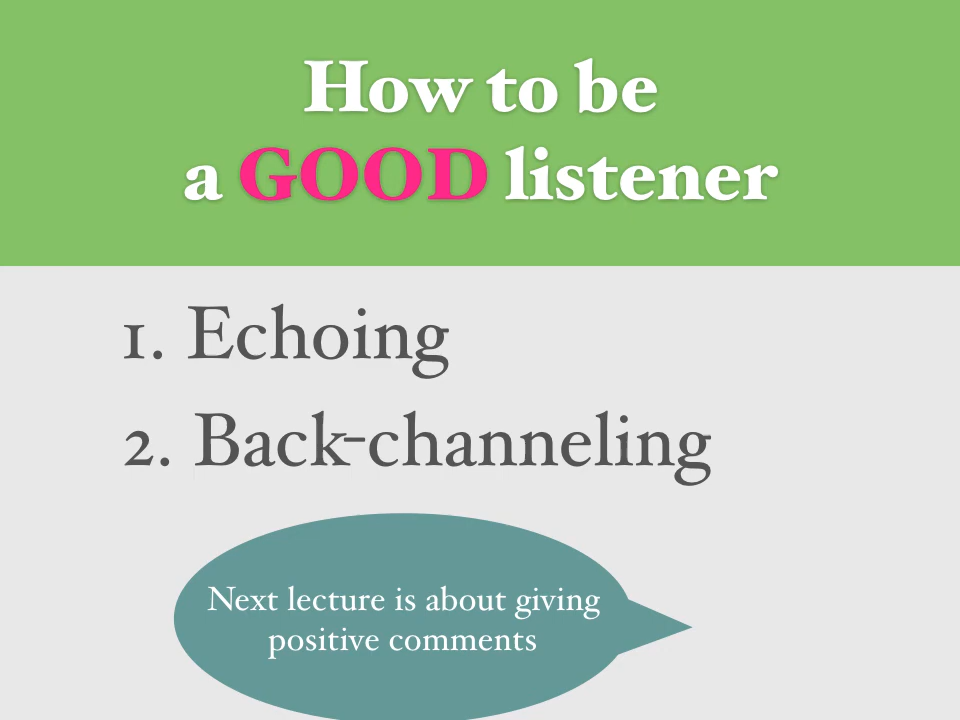 How to be
a GOOD listener
1. Echoing
2. Back-channeling
Next lecture is about giving
positive comments